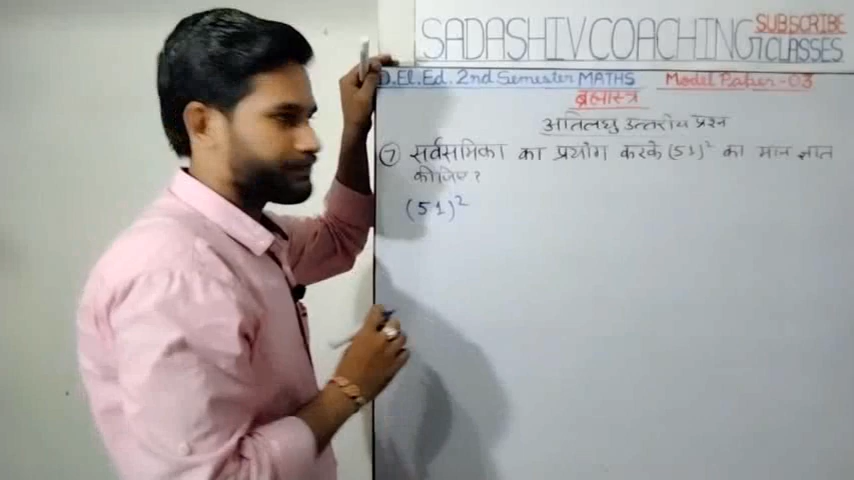 SADASHIV COACHING CLASSES
SUBSCRIBE
D.El.Ed. 2nd Semester MATHS Model Paper-03
ब्रह्मास्त्र
अतिलघु उत्तरीय प्रश्न
7 सर्वसमिका का प्रयोग करके (51)² का मान ज्ञात
कीजिए ?
(51)²